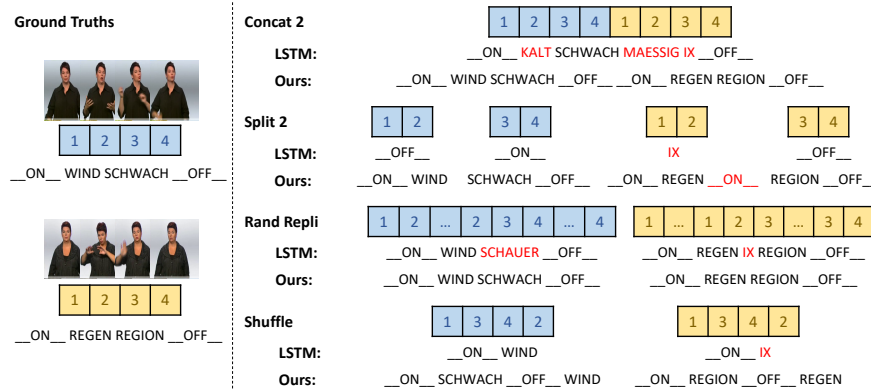 Ground Truths
1 2 3 4
__ON__ WIND SCHWACH __OFF__
1 2 3 4
__ON__ REGEN REGION __OFF__
Concat 2
1 2 3 4 1 2 3 4
LSTM: __ON__ KALT SCHWACH MAESSIG IX __OFF__
Ours: __ON__ WIND SCHWACH __OFF__ __ON__ REGEN REGION __OFF__
Split 2
1 2 3 4 1 2 3 4
LSTM: __OFF__ __ON__ IX __OFF__
Ours: __ON__ WIND SCHWACH __OFF__ __ON__ REGEN __ON__ REGION __OFF__
Rand Repli
1 2 ... 2 3 4 ... 4 1 ... 1 2 3 ... 3 4
LSTM: __ON__ WIND SCHAUER __OFF__ __ON__ REGEN IX REGION __OFF__
Ours: __ON__ WIND SCHWACH __OFF__ __ON__ REGEN REGION __OFF__
Shuffle
1 3 4 2 1 3 4 2
LSTM: __ON__ WIND __ON__ IX
Ours: __ON__ SCHWACH __OFF__ WIND __ON__ REGION __OFF__ REGEN